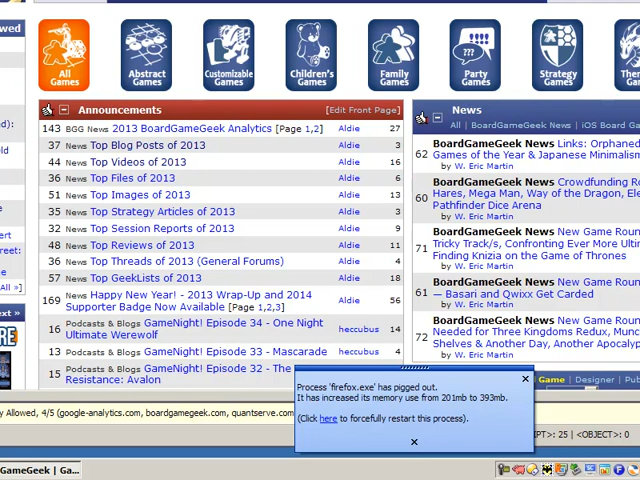 owed
All Games
Abstract Games
Customizable Games
Children's Games
Family Games
Party Games
Strategy Games
Announcements [Edit Front Page]
143 BGG News 2013 BoardGameGeek Analytics [Page 1,2] Aldie 27
37 News Top Blog Posts of 2013 Aldie 3
44 News Top Videos of 2013 Aldie 16
36 News Top Files of 2013 Aldie 6
51 News Top Images of 2013 Aldie 13
35 News Top Strategy Articles of 2013 Aldie 3
32 News Top Session Reports of 2013 Aldie 9
48 News Top Reviews of 2013 Aldie 11
36 News Top Threads of 2013 (General Forums) Aldie 4
57 News Top GeekLists of 2013 Aldie 18
169 News Happy New Year! - 2013 Wrap-Up and 2014
Supporter Badge Now Available [Page 1,2,3] Aldie 56
16 Podcasts & Blogs GameNight! Episode 34 - One Night
Ultimate Werewolf heccubus 14
13 Podcasts & Blogs GameNight! Episode 33 - Mascarade heccubus 4
15 Podcasts & Blogs GameNight! Episode 32 - The
Resistance: Avalon
News
All | BoardGameGeek News | iOS Board Ga
62 BoardGameGeek News Links: Orphaned
Games of the Year & Japanese Minimalism
by W. Eric Martin
60 BoardGameGeek News Crowdfunding Ro
Hares, Mega Man, Way of the Dragon, Ele
Pathfinder Dice Arena
by W. Eric Martin
71 BoardGameGeek News New Game Roun
Tricky Track/s, Confronting Ever More Ulti
Finding Knizia on the Game of Thrones
by W. Eric Martin
61 BoardGameGeek News New Game Roun
— Basari and Qwixx Get Carded
by W. Eric Martin
72 BoardGameGeek News New Game Roun
Needed for Three Kingdoms Redux, Munc
Shelves & Another Day, Another Apocalyp
by W. Eric Martin
All »]
ext »
Process 'firefox.exe' has pigged out.
It has increased its memory use from 201mb to 393mb.
(Click here to forcefully restart this process).
Game | Designer | Pub
y Allowed, 4/5 (google-analytics.com, boardgamegeek.com, quantserve.com
PT>: 25 | <OBJECT>: 0
GameGeek | Ga...